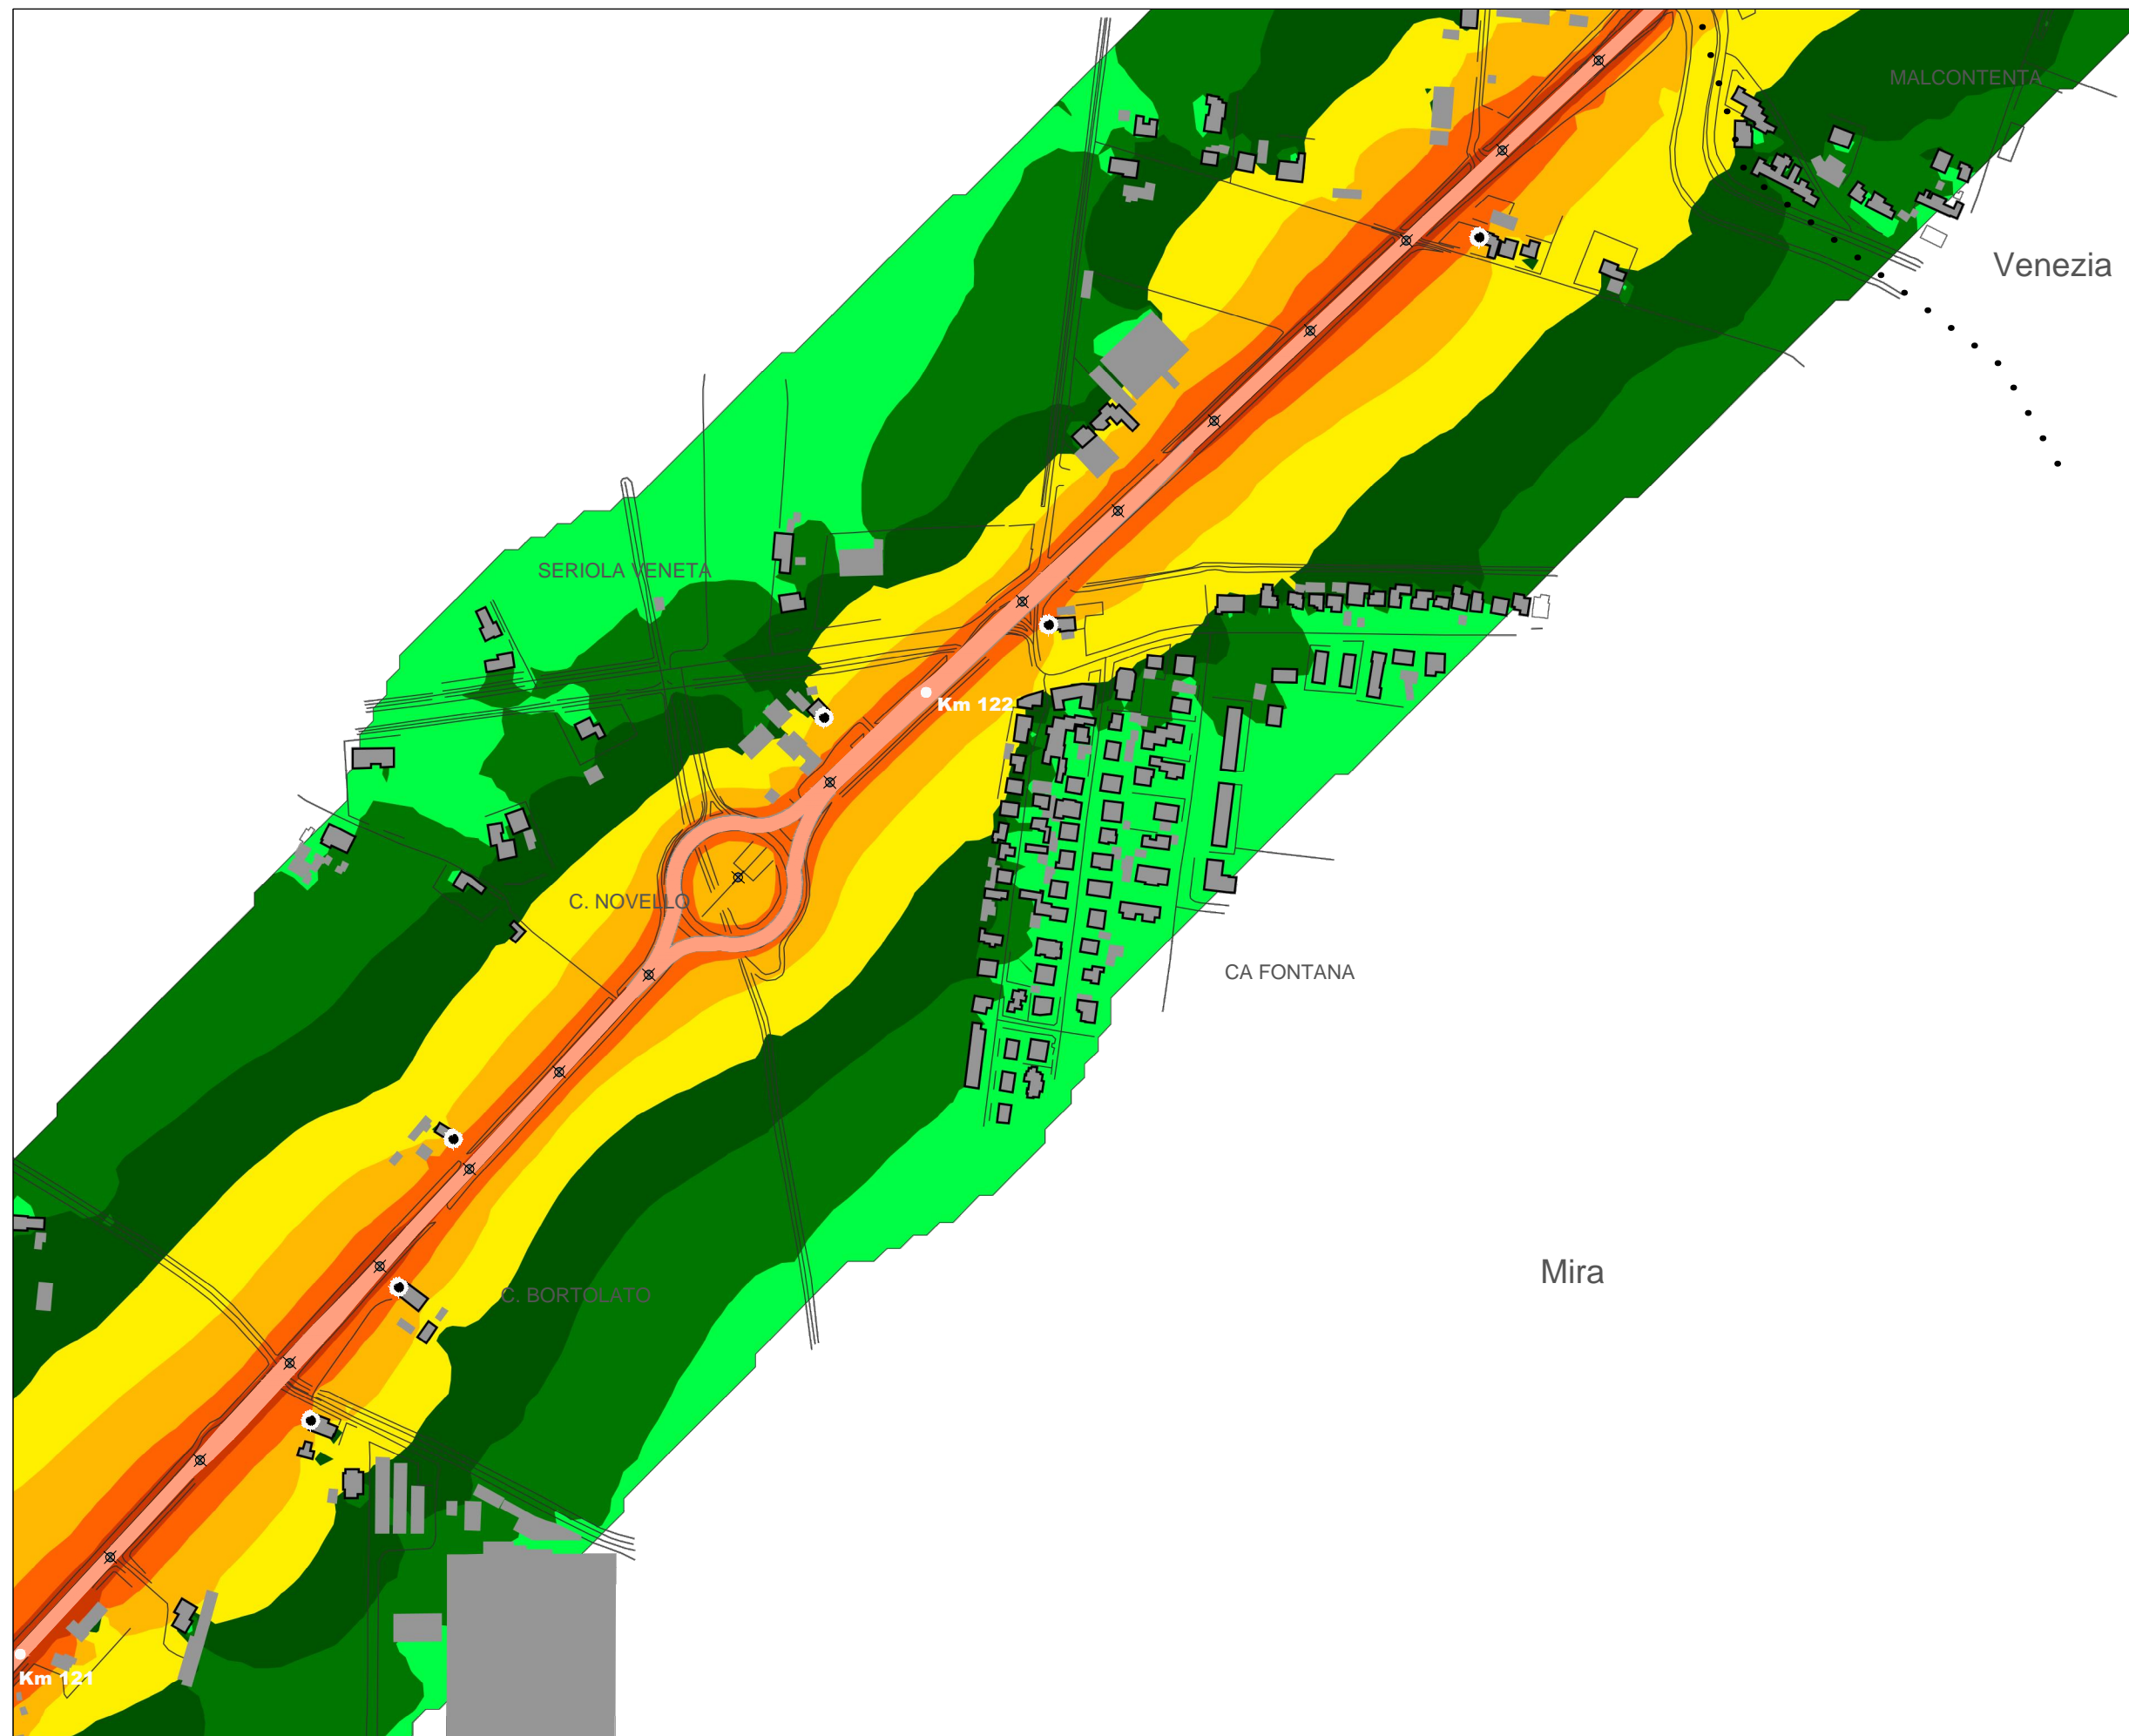 MALCONTENTA
Venezia
SERIOLA VENETA
Km 122
C. NOVELLO
CA FONTANA
Mira
C. BORTOLATO
Km 121